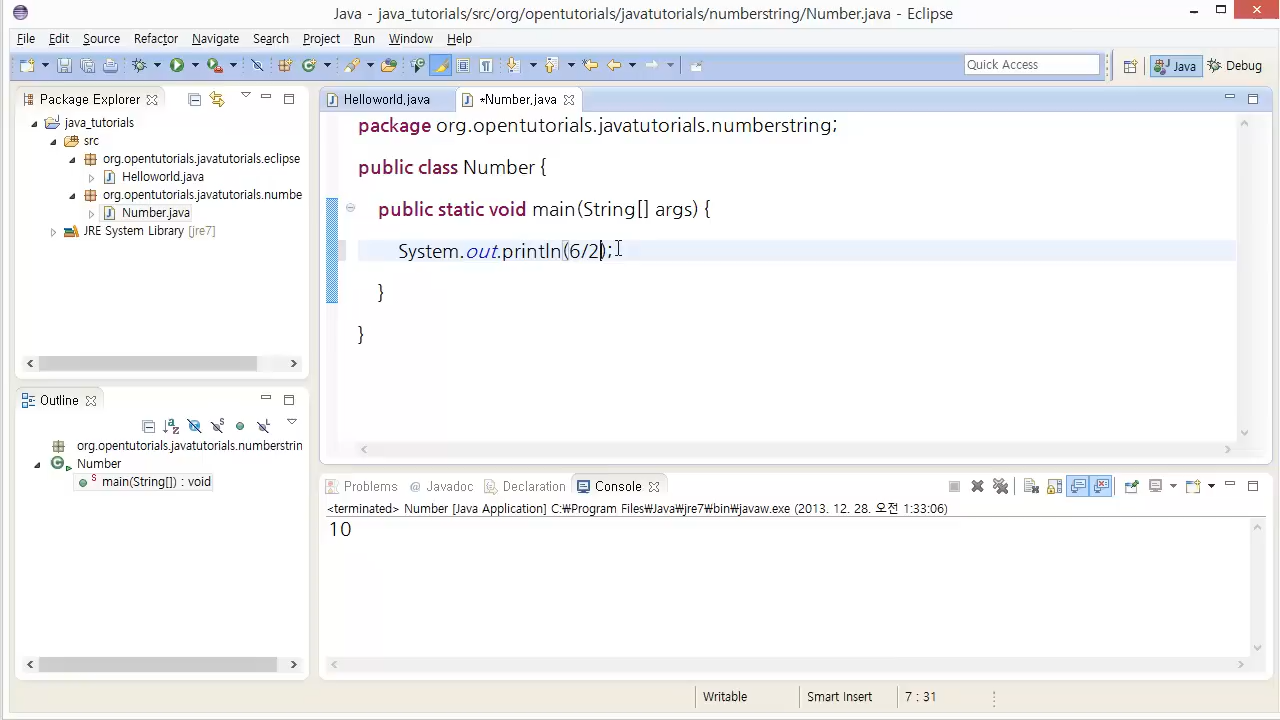 Java - java_tutorials/src/org/opentutorials/javatutorials/numberstring/Number.java - Eclipse
File Edit Source Refactor Navigate Search Project Run Window Help
Quick Access
Java
Debug
Package Explorer
java_tutorials
src
org.opentutorials.javatutorials.eclipse
Helloworld.java
org.opentutorials.javatutorials.numbe
Number.java
JRE System Library [jre7]
Outline
org.opentutorials.javatutorials.numberstrin
Number
main(String[]) : void
Helloworld.java
*Number.java
package org.opentutorials.javatutorials.numberstring;
public class Number {
public static void main(String[] args) {
System.out.println(6/2);
}
}
Problems @ Javadoc Declaration Console
<terminated> Number [Java Application] C:₩Program Files₩Java₩jre7₩bin₩javaw.exe (2013. 12. 28. 오전 1:33:06)
10
Writable Smart Insert 7 : 31